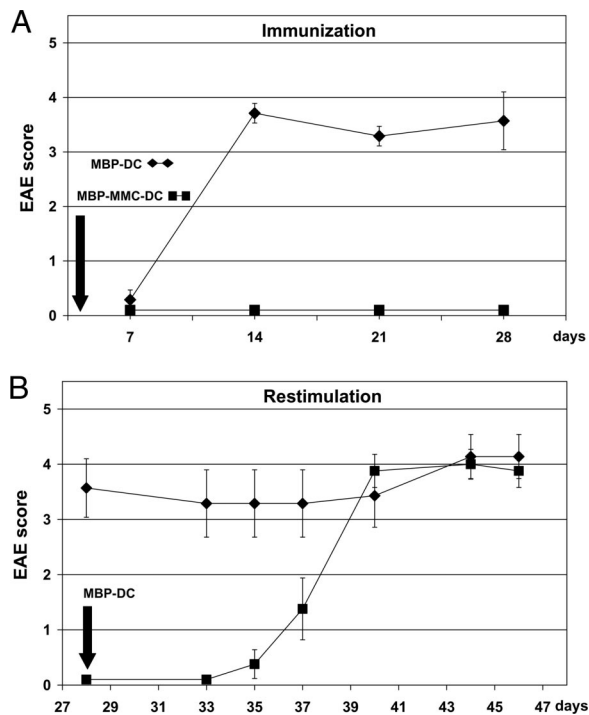 A
Immunization
5
4
3
2
1
0
EAE score
MBP-DC
MBP-MMC-DC
7 14 21 28 days
B
Restimulation
5
4
3
2
1
0
EAE score
MBP-DC
27 29 31 33 35 37 39 41 43 45 47
days